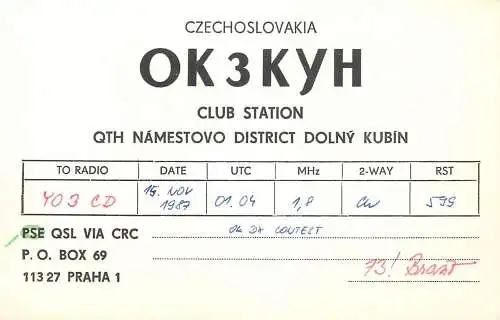 CZECHOSLOVAKIA
OK3KYH
CLUB STATION
QTH NÁMESTOVO DISTRICT DOLNÝ KUBÍN
TO RADIO DATE UTC MHz 2-WAY RST
YO3CD 15. NOV 1987 01.04 1,8 CW 599
PSE QSL VIA CRC OK DX CONTEST
P. O. BOX 69
113 27 PRAHA 1 73!